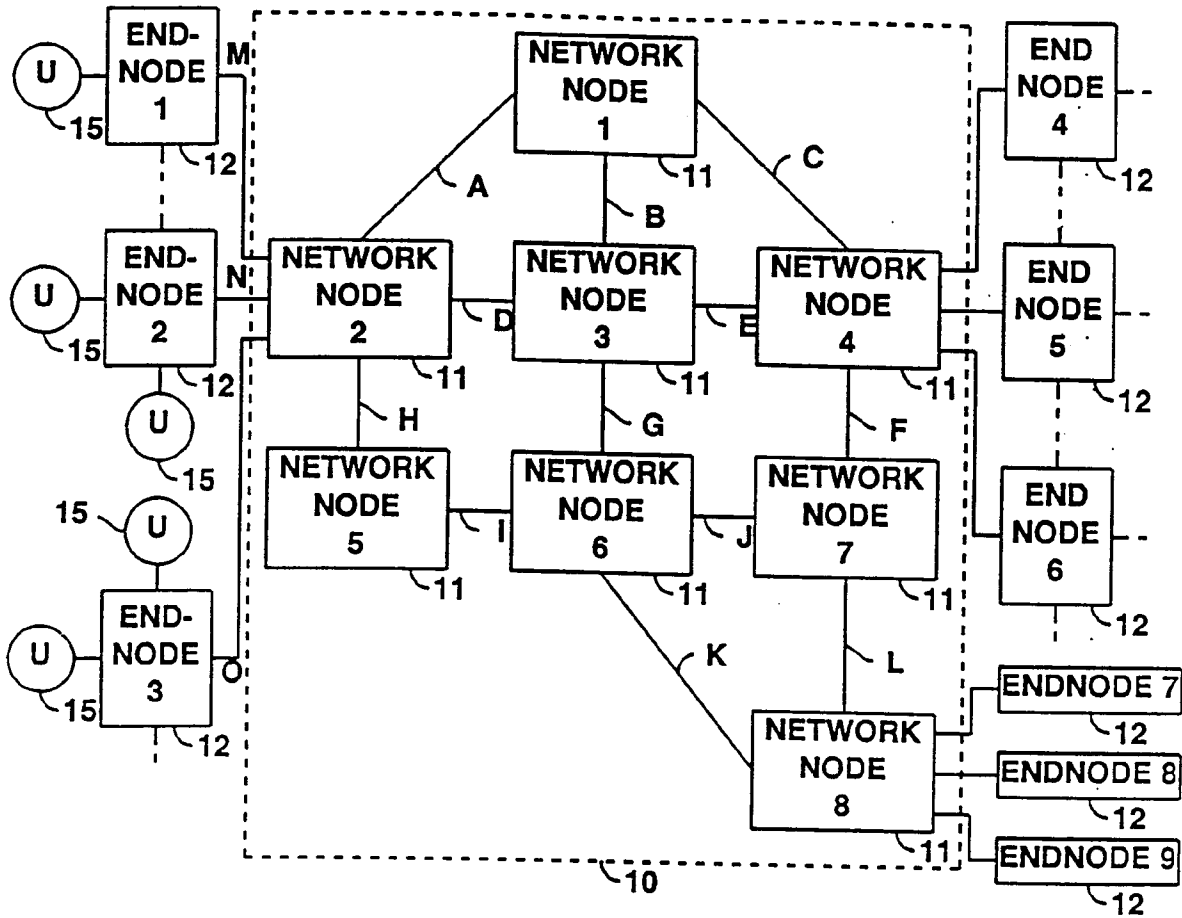 U
15
END-
NODE
1
12
M
NETWORK
NODE
1
11
END
NODE
4
12
A
B
C
U
15
END-
NODE
2
12
U
15
N
NETWORK
NODE
2
11
D
NETWORK
NODE
3
11
E
NETWORK
NODE
4
11
END
NODE
5
12
H
G
F
15
U
U
15
END-
NODE
3
12
O
NETWORK
NODE
5
11
I
NETWORK
NODE
6
11
J
NETWORK
NODE
7
11
END
NODE
6
12
K
L
NETWORK
NODE
8
11
ENDNODE 7
12
ENDNODE 8
12
ENDNODE 9
12
10